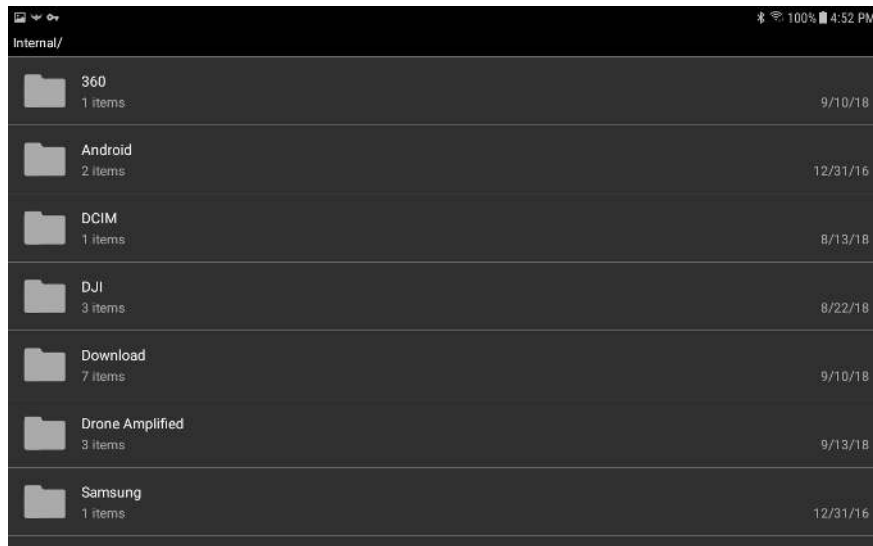 100% 4:52 PM
Internal/
360
1 items
9/10/18
Android
2 items
12/31/16
DCIM
1 items
8/13/18
DJI
3 items
8/22/18
Download
7 items
9/10/18
Drone Amplified
3 items
9/13/18
Samsung
1 items
12/31/16